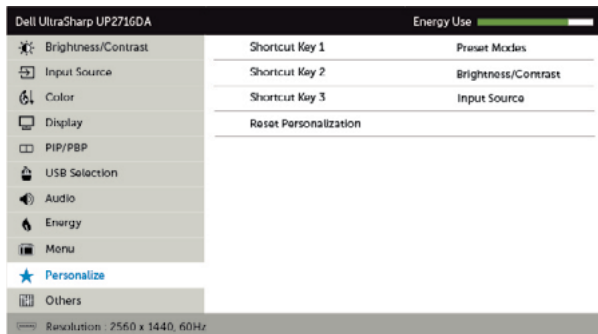 Dell UltraSharp UP2716DA
Energy Use
Brightness/Contrast
Shortcut Key 1
Preset Modes
Input Source
Shortcut Key 2
Brightness/Contrast
Color
Shortcut Key 3
Input Source
Display
Reset Personalization
PIP/PBP
USB Selection
Audio
Energy
Menu
Personalize
Others
Resolution : 2560 x 1440, 60Hz